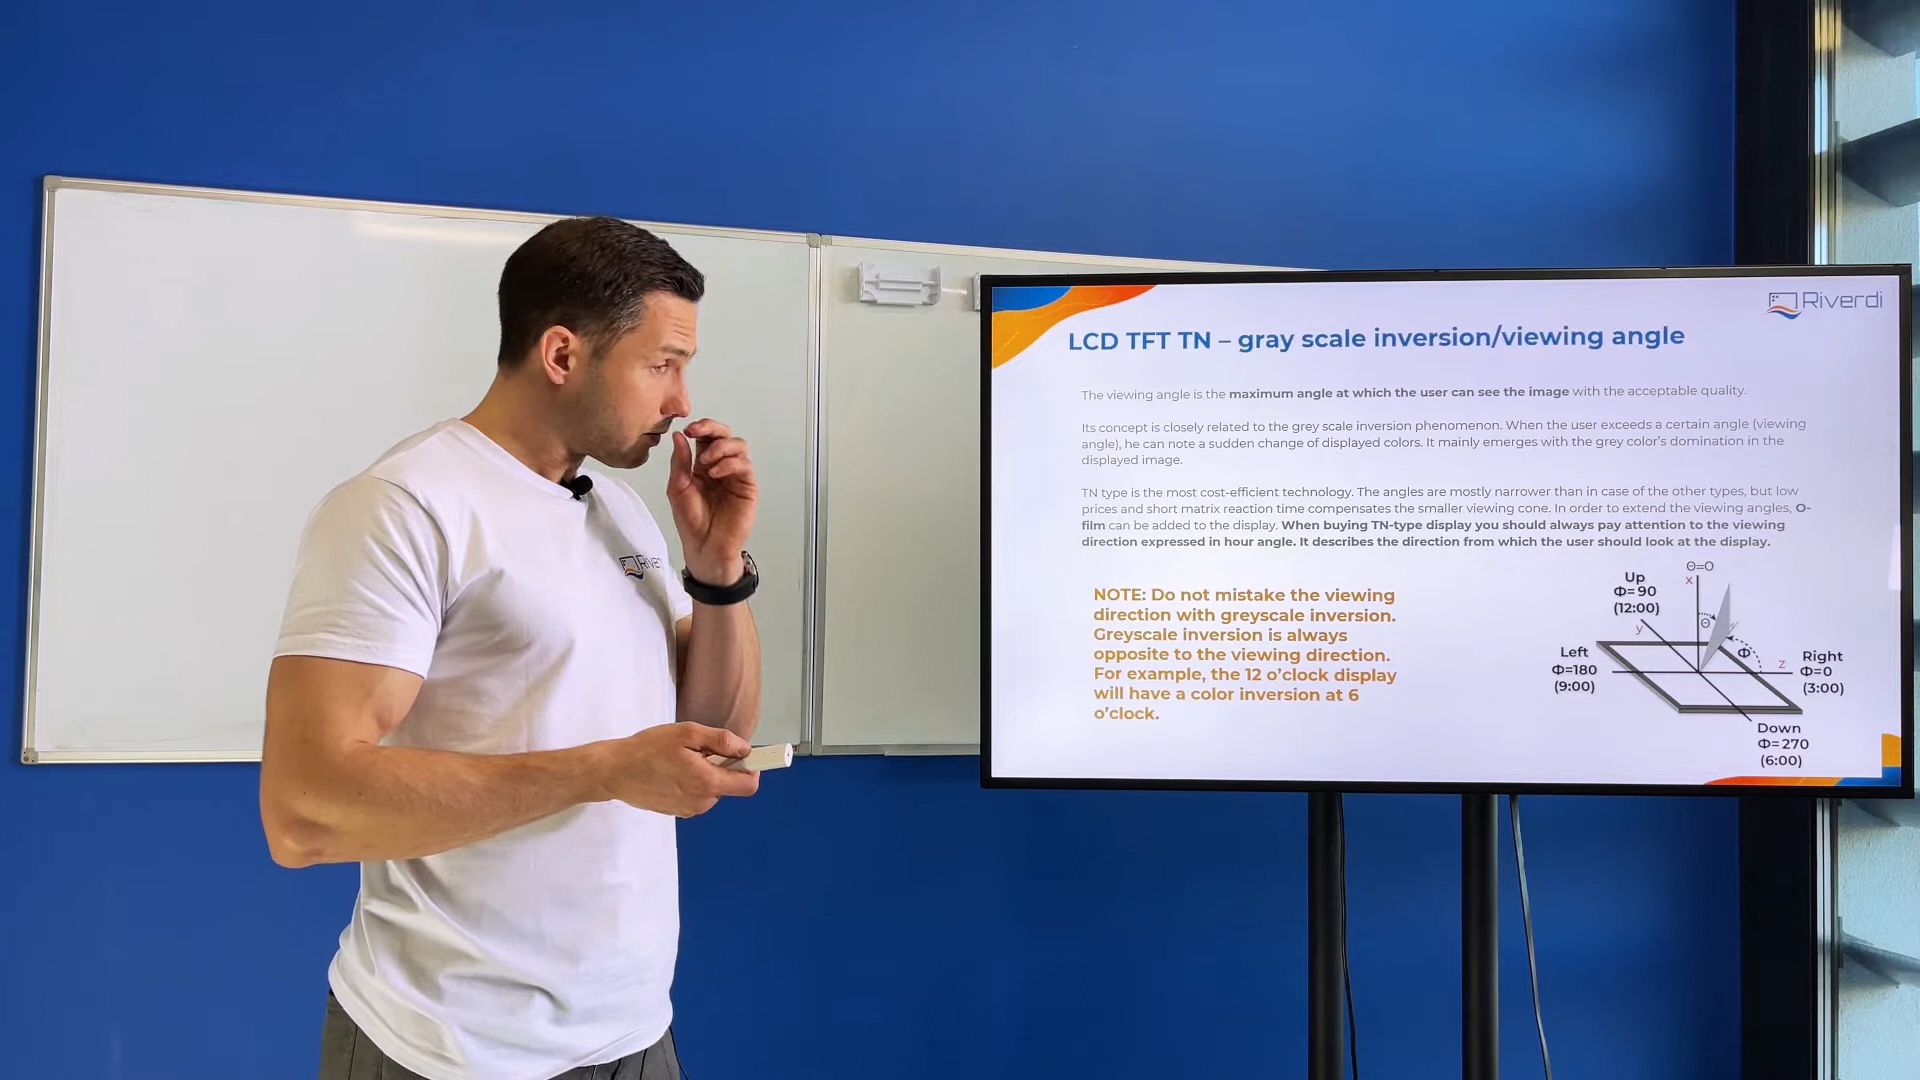 Riverdi
LCD TFT TN – gray scale inversion/viewing angle
The viewing angle is the maximum angle at which the user can see the image with the acceptable quality.
Its concept is closely related to the grey scale inversion phenomenon. When the user exceeds a certain angle (viewing
angle), he can note a sudden change of displayed colors. It mainly emerges with the grey color's domination in the
displayed image.
TN type is the most cost-efficient technology. The angles are mostly narrower than in case of the other types, but low
prices and short matrix reaction time compensates the smaller viewing cone. In order to extend the viewing angles, O-
film can be added to the display. When buying TN-type display you should always pay attention to the viewing
direction expressed in hour angle. It describes the direction from which the user should look at the display.
NOTE: Do not mistake the viewing
direction with greyscale inversion.
Greyscale inversion is always
opposite to the viewing direction.
For example, the 12 o'clock display
will have a color inversion at 6
o'clock.
Θ=0
x
Up
Φ=90
(12:00)
y
Θ
Φ
z
Left
Φ=180
(9:00)
Right
Φ=0
(3:00)
Down
Φ=270
(6:00)